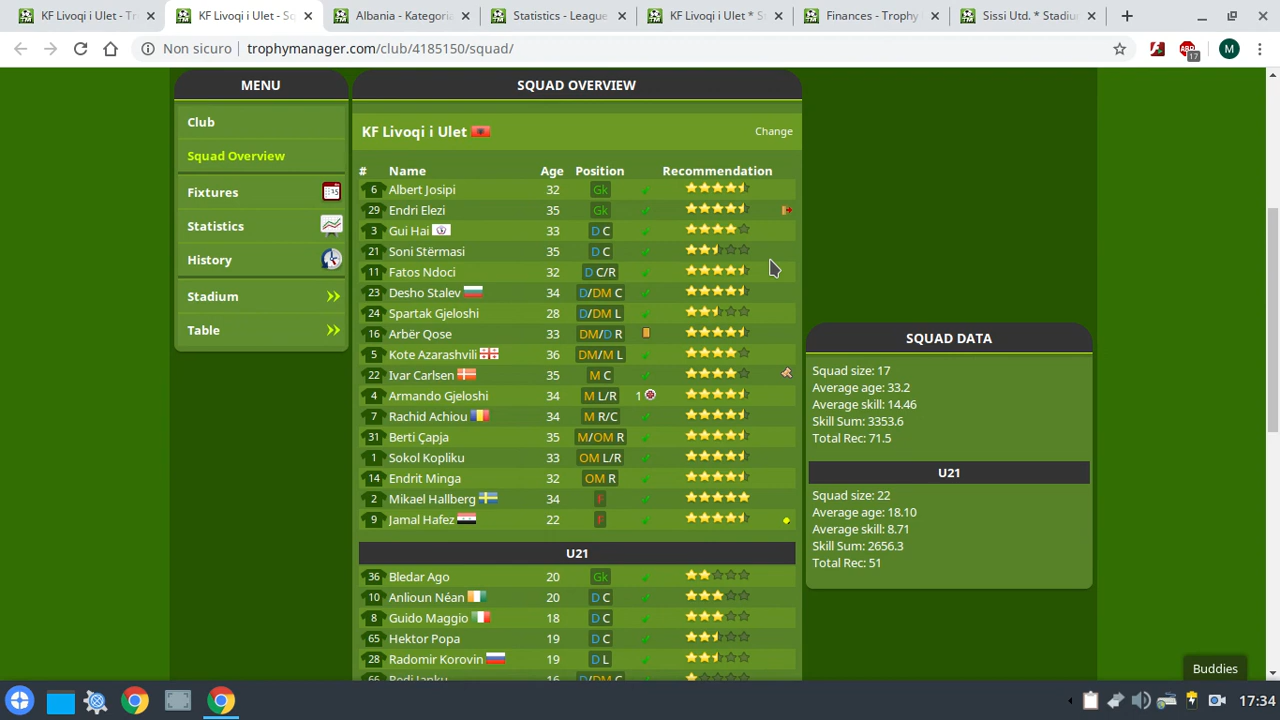 KF Livoqi i Ulet - Tr
KF Livoqi i Ulet - Sq
Albania - Kategoria
Statistics - League
KF Livoqi i Ulet * S
Finances - Trophy
Sissi Utd. * Stadiu
Non sicuro
trophymanager.com/club/4185150/squad/
M
17
MENU
Club
Squad Overview
Fixtures
Statistics
History
Stadium
Table
SQUAD OVERVIEW
KF Livoqi i Ulet
Change
# Name Age Position Recommendation
6 Albert Josipi 32 Gk
29 Endri Elezi 35 Gk
3 Gui Hai 33 D C
21 Soni Stërmasi 35 D C
11 Fatos Ndoci 32 D C/R
23 Desho Stalev 34 D/DM C
24 Spartak Gjeloshi 28 D/DM L
16 Arbër Qose 33 DM/D R
5 Kote Azarashvili 36 DM/M L
22 Ivar Carlsen 35 M C
4 Armando Gjeloshi 34 M L/R 1
7 Rachid Achiou 34 M R/C
31 Berti Çapja 35 M/OM R
1 Sokol Kopliku 33 OM L/R
14 Endrit Minga 32 OM R
2 Mikael Hallberg 34 F
9 Jamal Hafez 22 F
U21
36 Bledar Ago 20 Gk
10 Anlioun Néan 20 D C
8 Guido Maggio 18 D C
65 Hektor Popa 19 D C
28 Radomir Korovin 19 D L
66 Redi Janku 16 D/DM C
SQUAD DATA
Squad size: 17
Average age: 33.2
Average skill: 14.46
Skill Sum: 3353.6
Total Rec: 71.5
U21
Squad size: 22
Average age: 18.10
Average skill: 8.71
Skill Sum: 2656.3
Total Rec: 51
Buddies
17:34